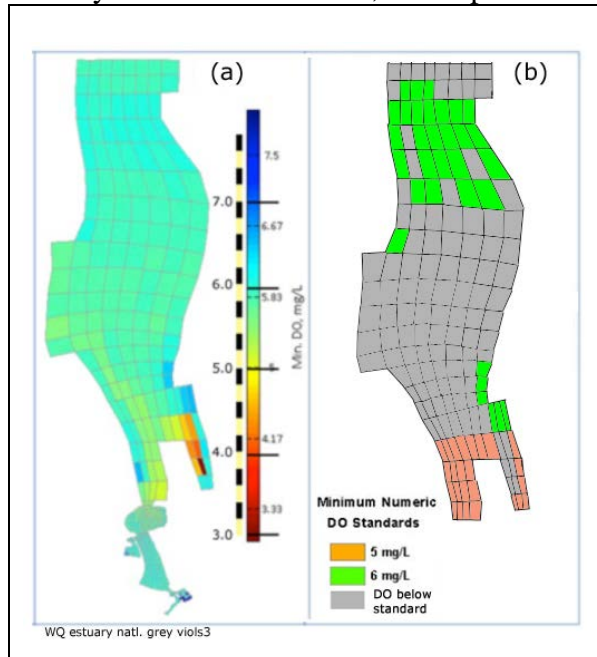 (a)
(b)
7.5
7.0
6.67
6.0
5.83
Min. DO, mg/L
5.0
5
4.17
4.0
3.33
3.0
Minimum Numeric
DO Standards
5 mg/L
6 mg/L
DO below
standard
WQ estuary natl. grey viols3